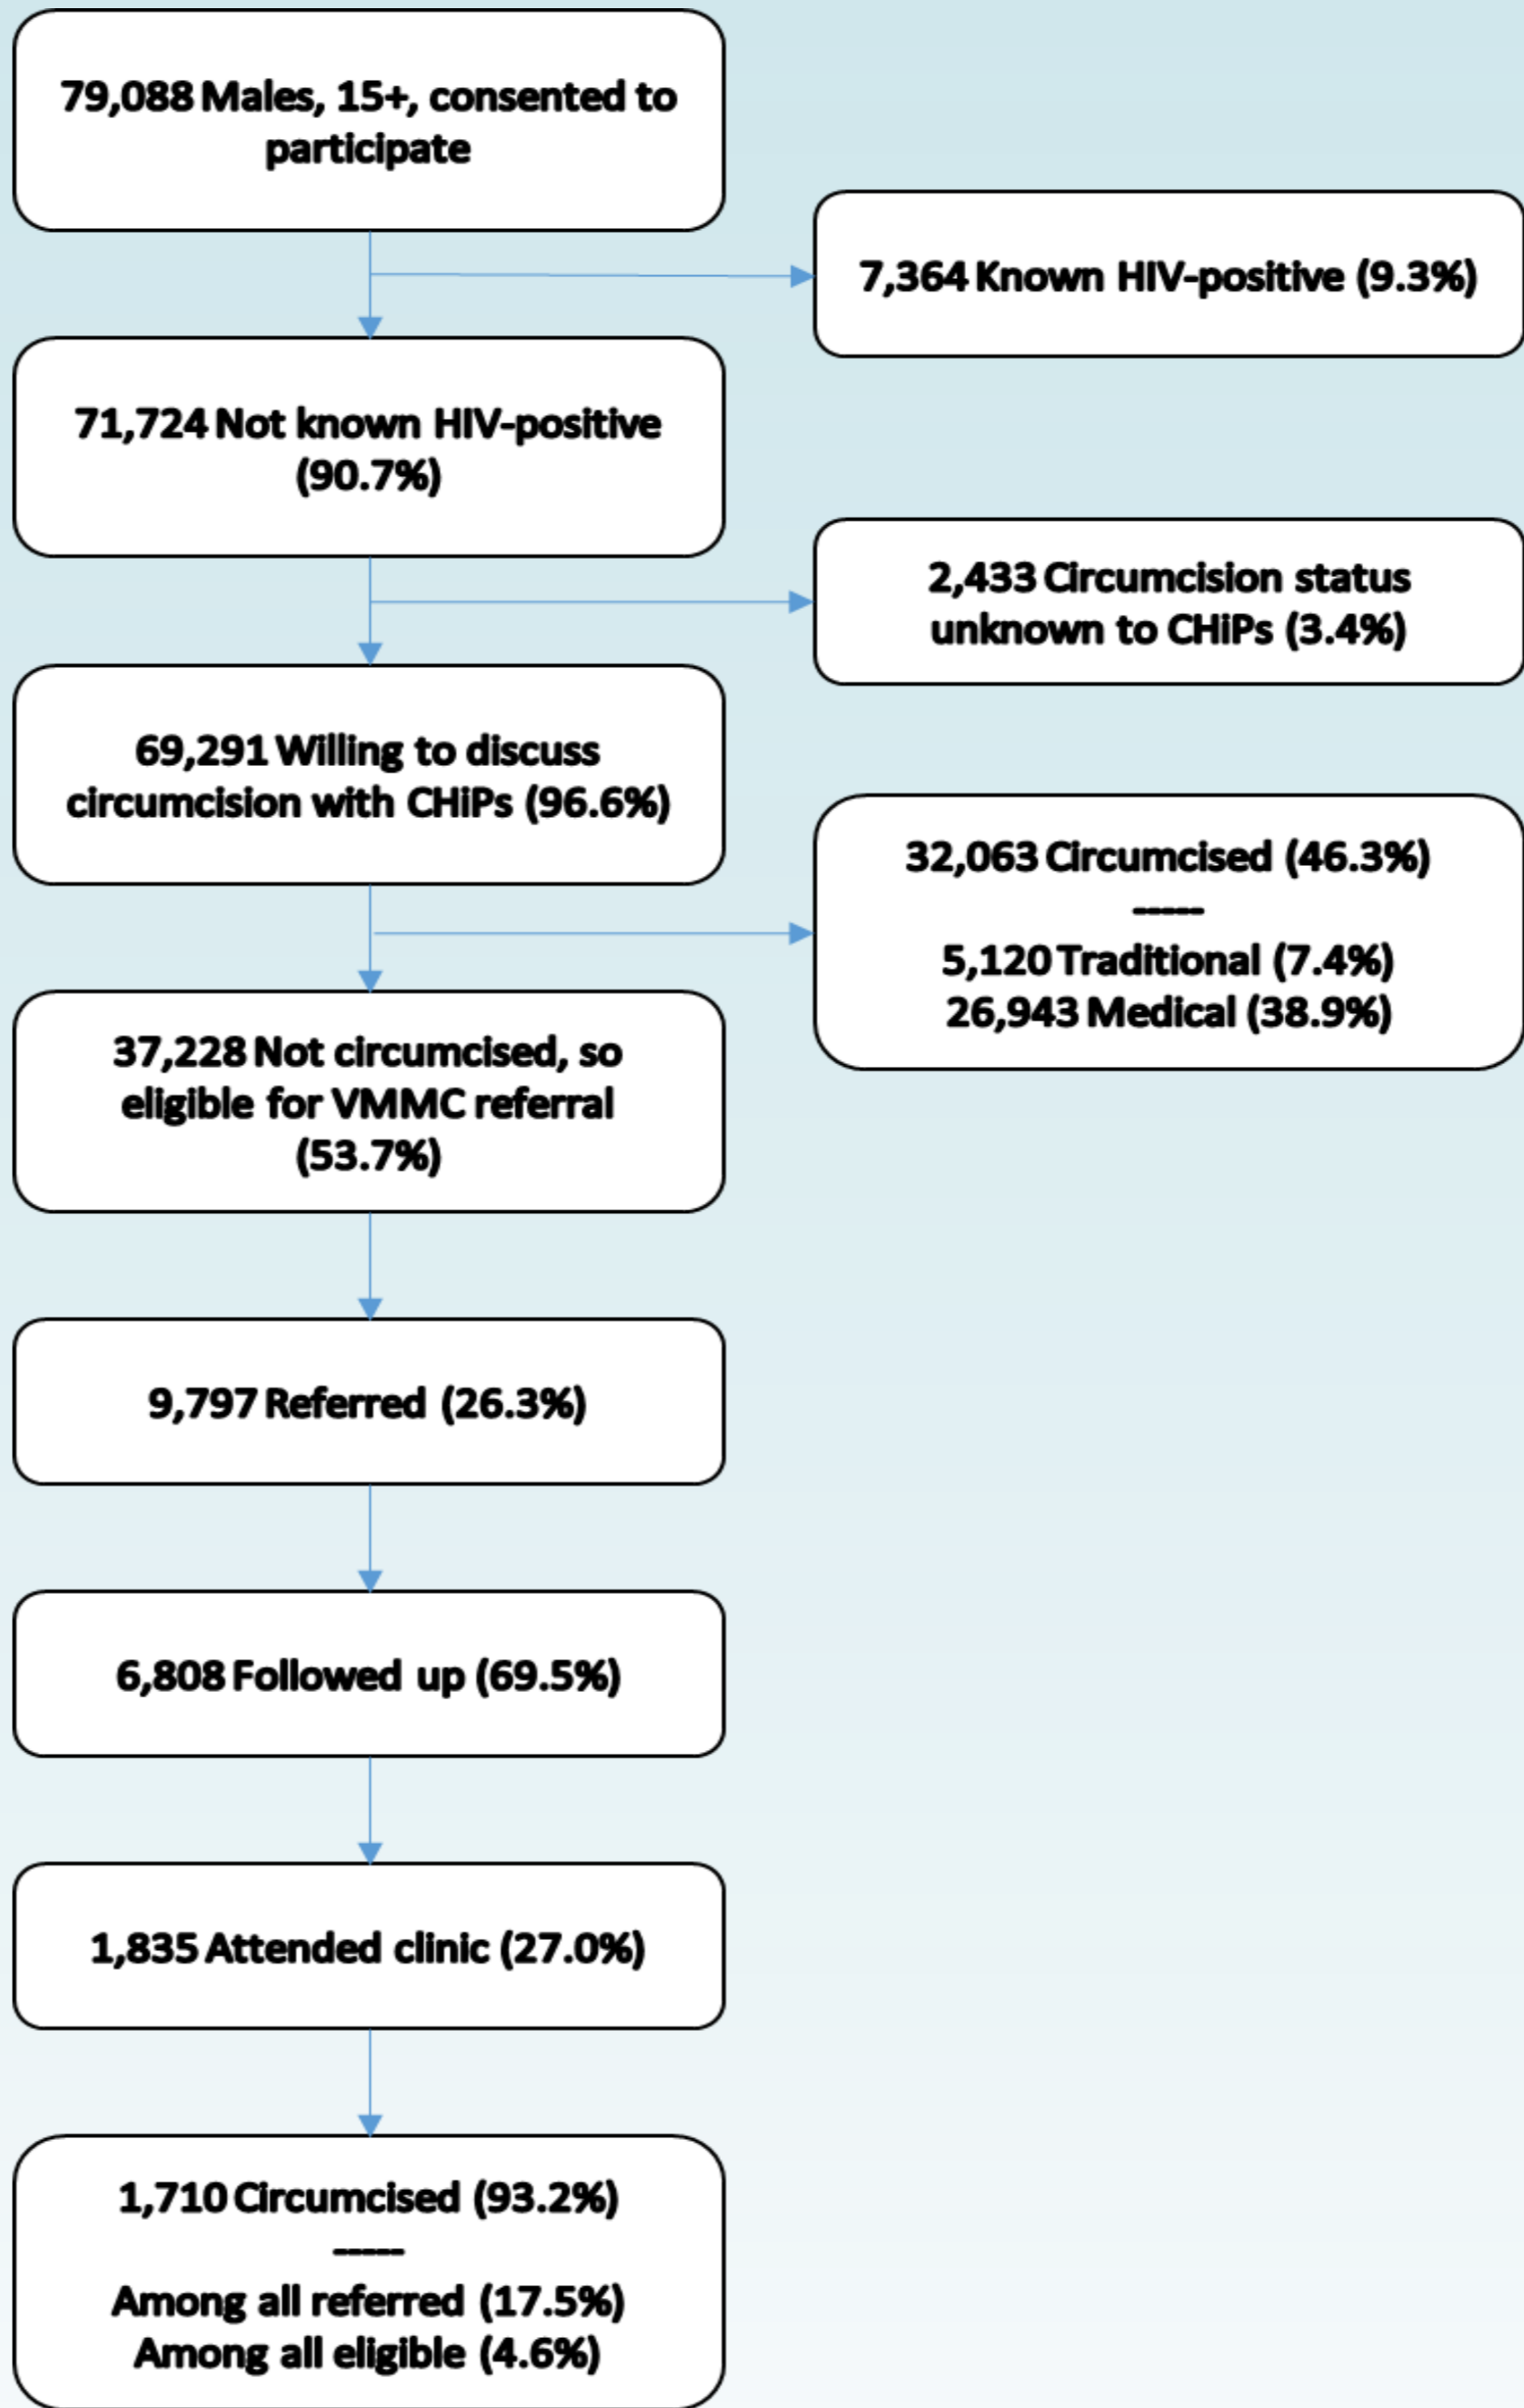 79,088 Males, 15+, consented to
participate
7,364 Known HIV-positive (9.3%)
71,724 Not known HIV-positive
(90.7%)
2,433 Circumcision status
unknown to CHiPs (3.4%)
69,291 Willing to discuss
circumcision with CHiPs (96.6%)
32,063 Circumcised (46.3%)
-----
5,120 Traditional (7.4%)
26,943 Medical (38.9%)
37,228 Not circumcised, so
eligible for VMMC referral
(53.7%)
9,797 Referred (26.3%)
6,808 Followed up (69.5%)
1,835 Attended clinic (27.0%)
1,710 Circumcised (93.2%)
-----
Among all referred (17.5%)
Among all eligible (4.6%)